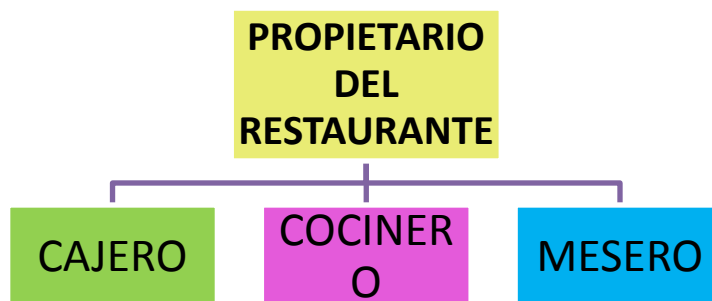 PROPIETARIO
DEL
RESTAURANTE
CAJERO
COCINER
O
MESERO